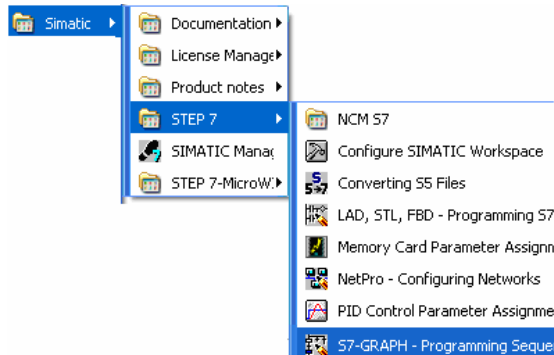 Simatic
Documentation
License Manage
Product notes
STEP 7
SIMATIC Manag
STEP 7-MicroW
NCM S7
Configure SIMATIC Workspace
Converting S5 Files
LAD, STL, FBD - Programming S7
Memory Card Parameter Assignm
NetPro - Configuring Networks
PID Control Parameter Assignme
S7-GRAPH - Programming Seque